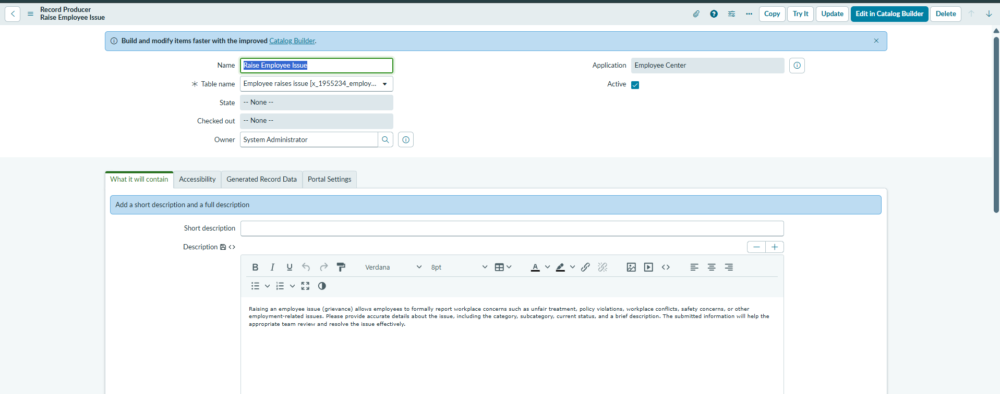 Record Producer
Raise Employee Issue
Copy
Try It
Update
Edit in Catalog Builder
Delete
Build and modify items faster with the improved Catalog Builder.
Name
Raise Employee Issue
Application
Employee Center
Table name
Employee raises issue [x_1955234_employ...
Active
State
-- None --
Checked out
-- None --
Owner
System Administrator
What it will contain
Accessibility
Generated Record Data
Portal Settings
Add a short description and a full description
Short description
Description
B I U
Verdana
8pt
A
Raising an employee issue (grievance) allows employees to formally report workplace concerns such as unfair treatment, policy violations, workplace conflicts, safety concerns, or other
employment-related issues. Please provide accurate details about the issue, including the category, subcategory, current status, and a brief description. The submitted information will help the
appropriate team review and resolve the issue effectively.